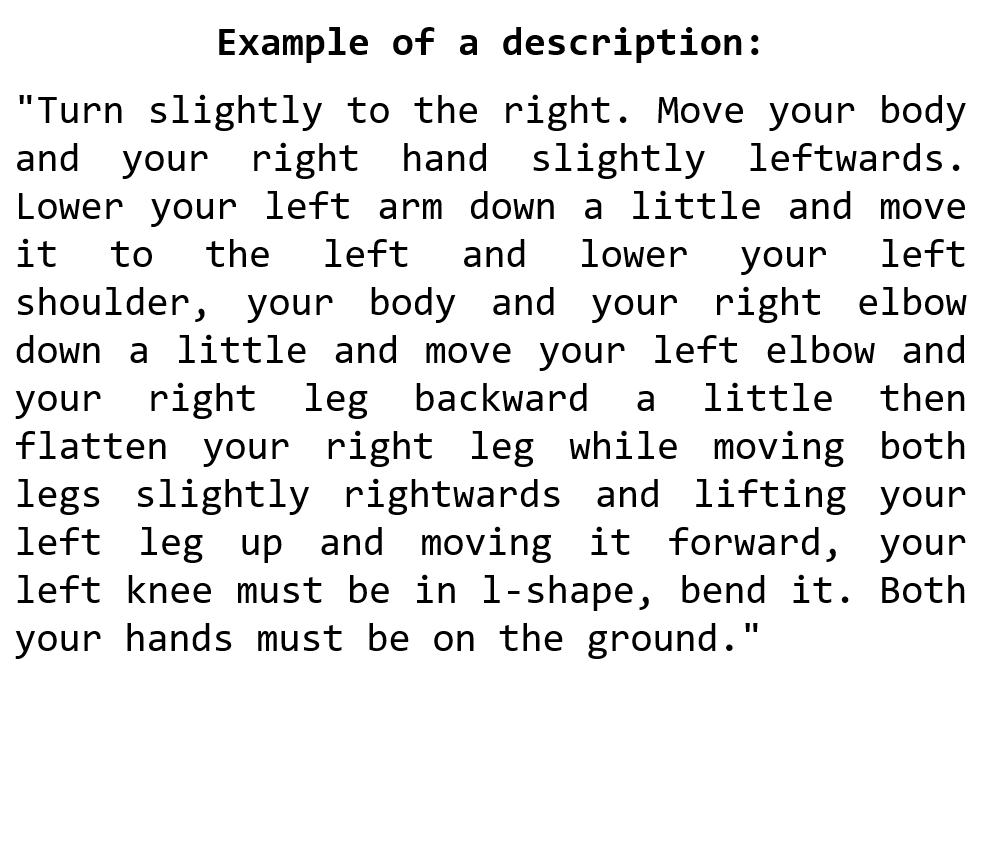 Example of a description:
"Turn slightly to the right. Move your body
and your right hand slightly leftwards.
Lower your left arm down a little and move
it to the left and lower your left
shoulder, your body and your right elbow
down a little and move your left elbow and
your right leg backward a little then
flatten your right leg while moving both
legs slightly rightwards and lifting your
left leg up and moving it forward, your
left knee must be in l-shape, bend it. Both
your hands must be on the ground."